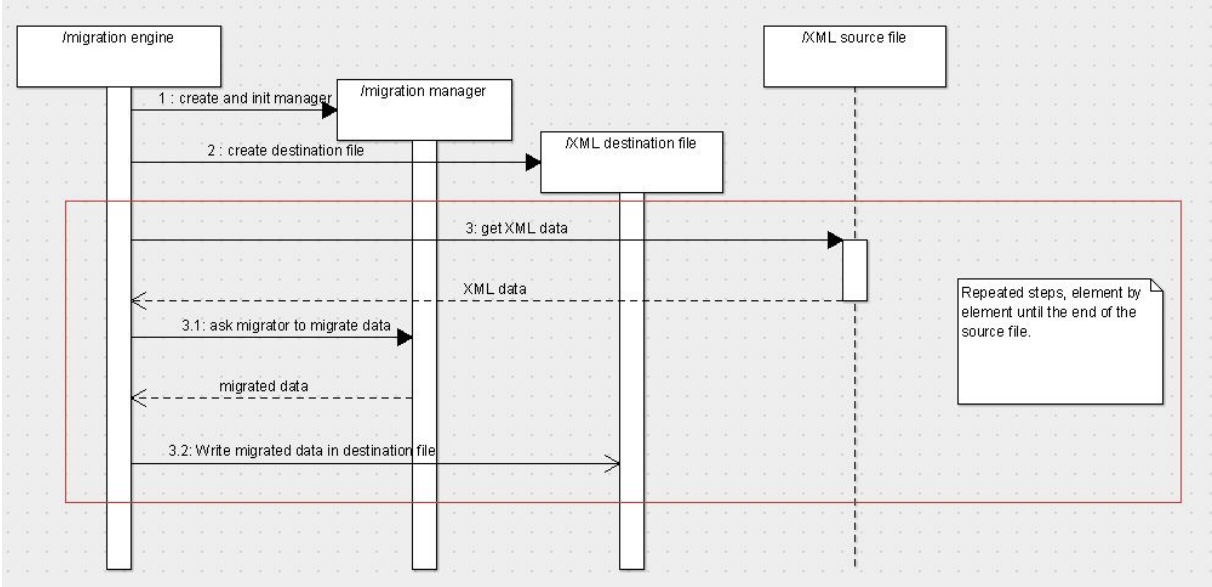 /migration engine
/XML source file
1 : create and init manager
/migration manager
2 : create destination file
/XML destination file
3: get XML data
XML data
Repeated steps, element by
element until the end of the
source file.
3.1: ask migrator to migrate data
migrated data
3.2: Write migrated data in destination file